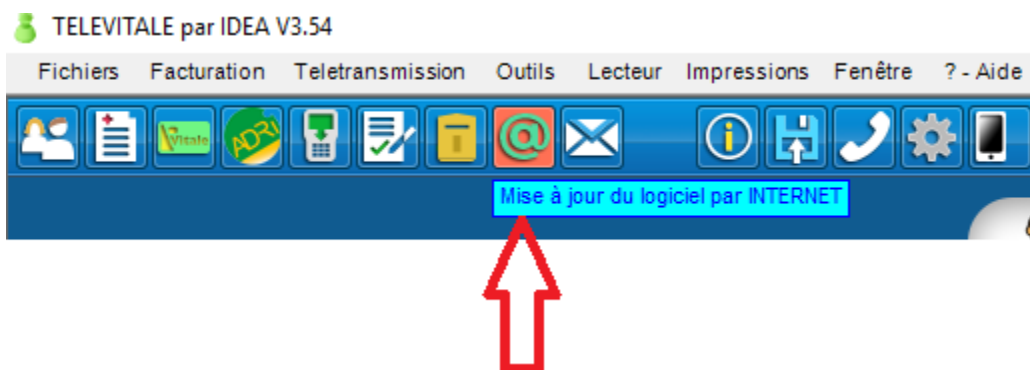 TELEVITALE par IDEA V3.54
Fichiers Facturation Teletransmission Outils Lecteur Impressions Fenêtre ? - Aide
Vitale ADRI @
Mise à jour du logiciel par INTERNET